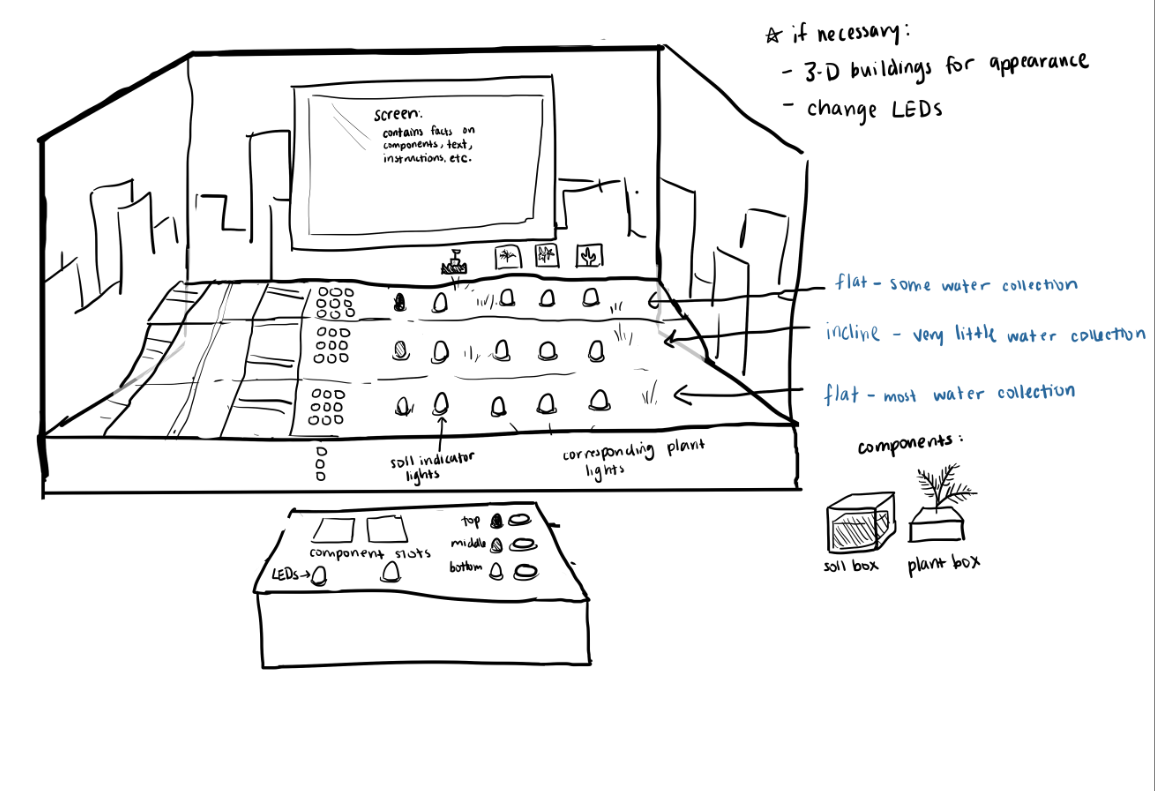 ☆ if necessary:
- 3-D buildings for appearance
- change LEDs
screen:
contains facts on
components, text,
instructions, etc.
flat - some water collection
incline - very little water collection
flat - most water collection
soil indicator
lights
corresponding plant
lights
components:
soil box
plant box
component slots
LEDs→
top
middle
bottom